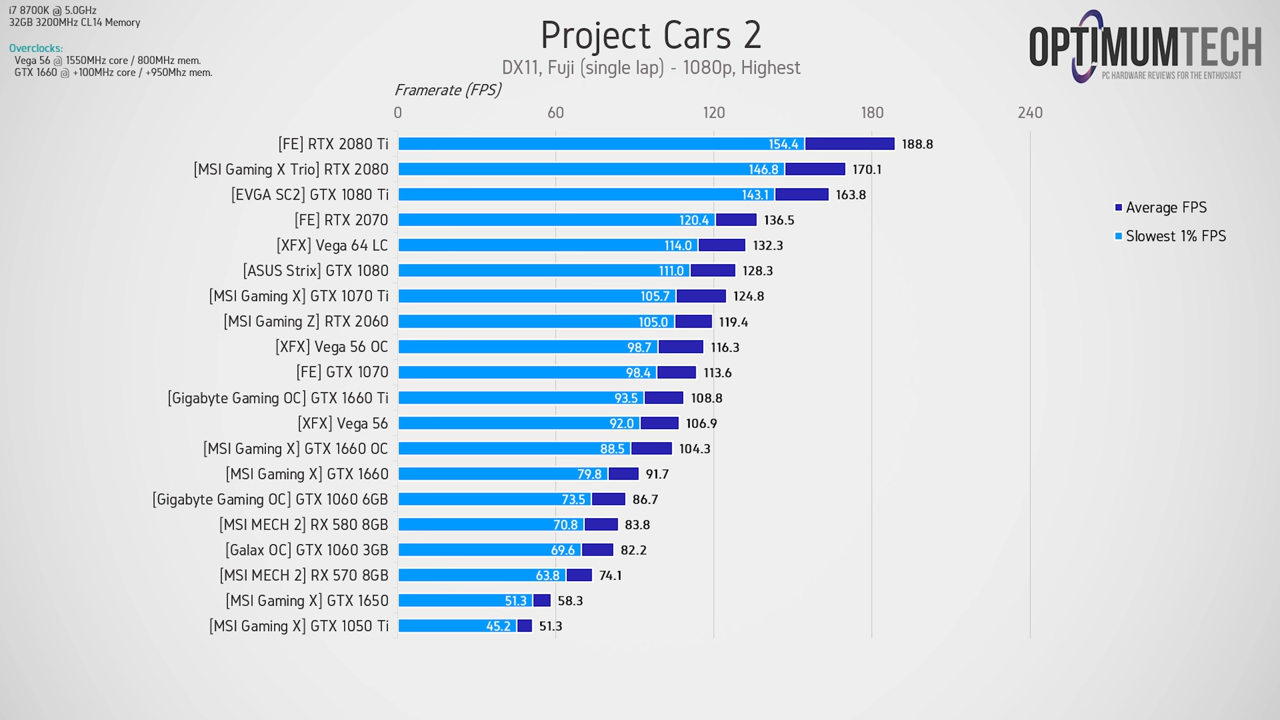 i7 8700K @ 5.0GHz
32GB 3200MHz CL14 Memory
Overclocks:
Vega 56 @ 1550MHz core / 800MHz mem.
GTX 1660 @ +100MHz core / +950Mhz mem.
Project Cars 2
DX11, Fuji (single lap) - 1080p, Highest
OPTIMUMTECH
PC HARDWARE REVIEWS FOR THE ENTHUSIAST
Framerate (FPS)
0 60 120 180 240
[FE] RTX 2080 Ti 154.4 188.8
[MSI Gaming X Trio] RTX 2080 146.8 170.1
[EVGA SC2] GTX 1080 Ti 143.1 163.8
[FE] RTX 2070 120.4 136.5
[XFX] Vega 64 LC 114.0 132.3
[ASUS Strix] GTX 1080 111.0 128.3
[MSI Gaming X] GTX 1070 Ti 105.7 124.8
[MSI Gaming Z] RTX 2060 105.0 119.4
[XFX] Vega 56 OC 98.7 116.3
[FE] GTX 1070 98.4 113.6
[Gigabyte Gaming OC] GTX 1660 Ti 93.5 108.8
[XFX] Vega 56 92.0 106.9
[MSI Gaming X] GTX 1660 OC 88.5 104.3
[MSI Gaming X] GTX 1660 79.8 91.7
[Gigabyte Gaming OC] GTX 1060 6GB 73.5 86.7
[MSI MECH 2] RX 580 8GB 70.8 83.8
[Galax OC] GTX 1060 3GB 69.6 82.2
[MSI MECH 2] RX 570 8GB 63.8 74.1
[MSI Gaming X] GTX 1650 51.3 58.3
[MSI Gaming X] GTX 1050 Ti 45.2 51.3
Average FPS
Slowest 1% FPS